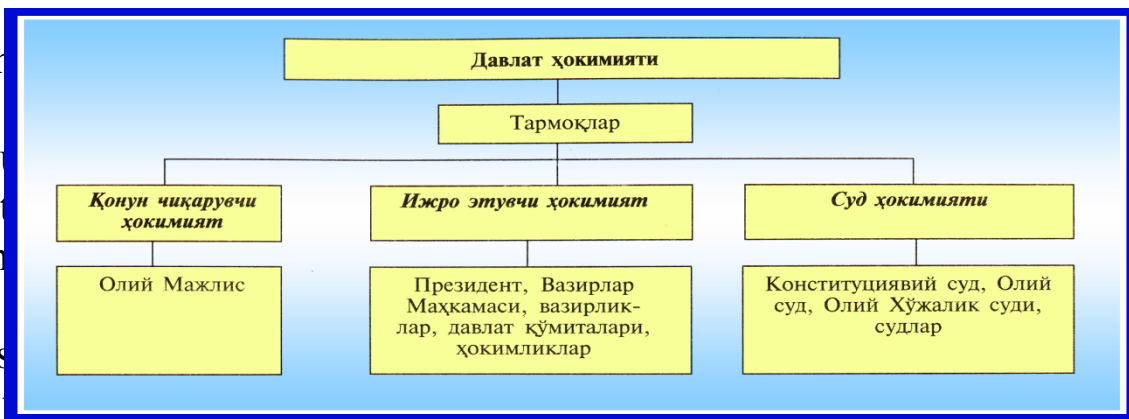 Давлат ҳокимияти
Тармоқлар
Қонун чиқарувчи
ҳокимият
Ижро этувчи ҳокимият
Суд ҳокимияти
Олий Мажлис
Президент, Вазирлар
Маҳкамаси, вазирлик-
лар, давлат қўмиталари,
ҳокимликлар
Конституциявий суд, Олий
суд, Олий Хўжалик суди,
судлар